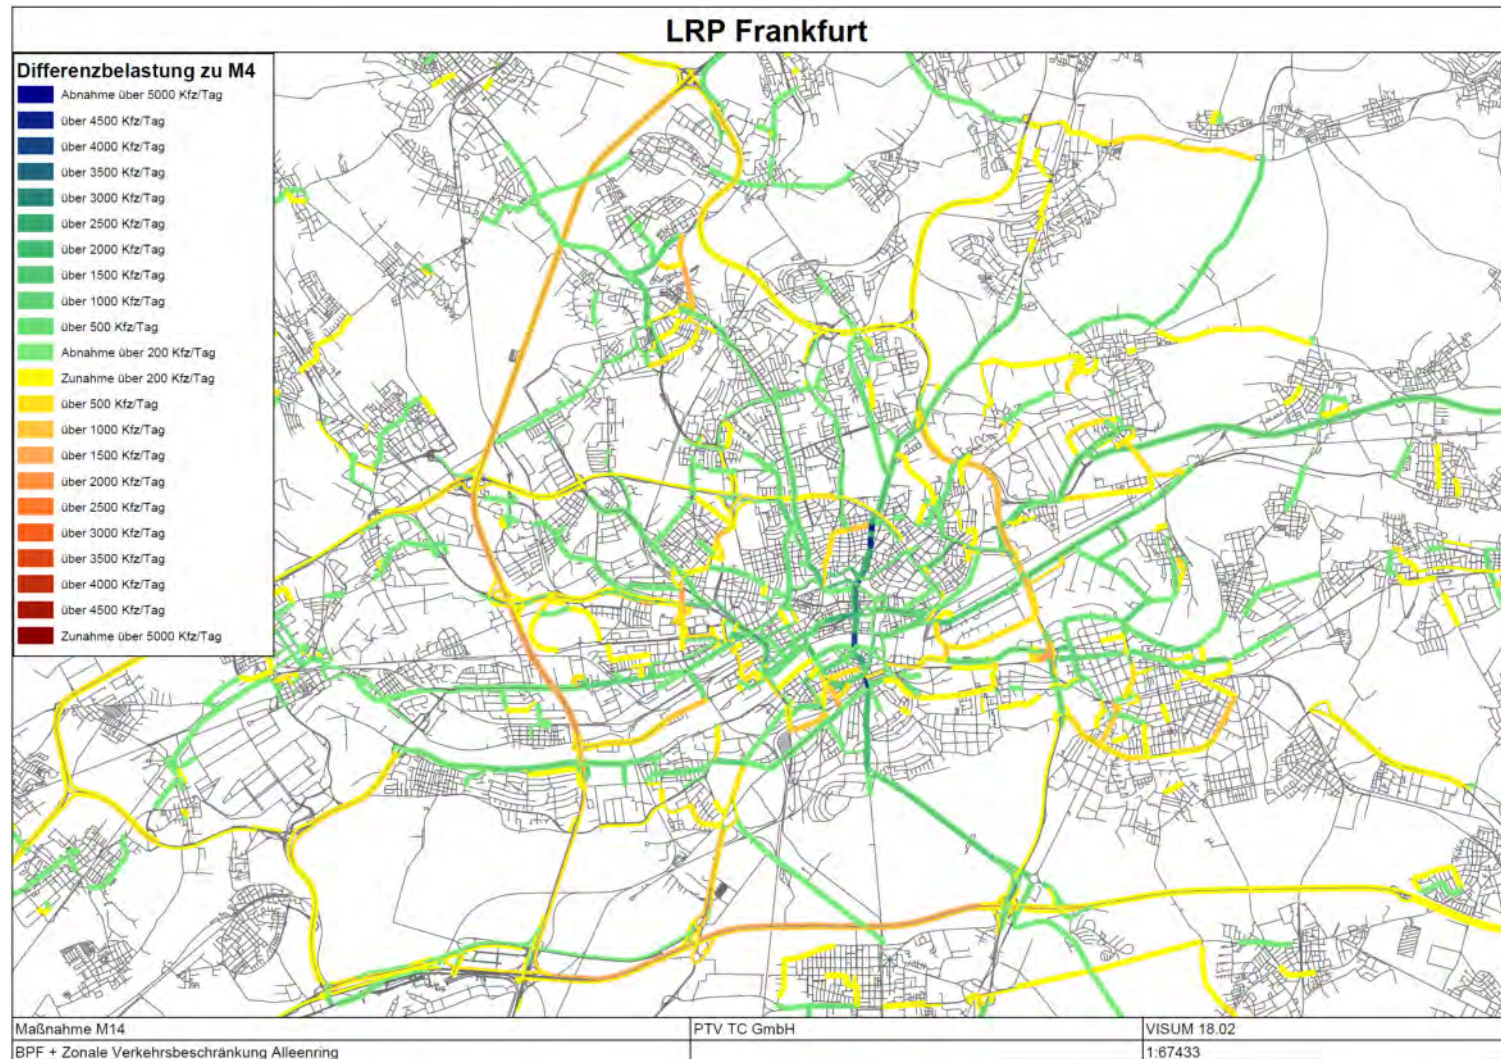 LRP Frankfurt
Differenzbelastung zu M4
Abnahme über 5000 Kfz/Tag
über 4500 Kfz/Tag
über 4000 Kfz/Tag
über 3500 Kfz/Tag
über 3000 Kfz/Tag
über 2500 Kfz/Tag
über 2000 Kfz/Tag
über 1500 Kfz/Tag
über 1000 Kfz/Tag
über 500 Kfz/Tag
Abnahme über 200 Kfz/Tag
Zunahme über 200 Kfz/Tag
über 500 Kfz/Tag
über 1000 Kfz/Tag
über 1500 Kfz/Tag
über 2000 Kfz/Tag
über 2500 Kfz/Tag
über 3000 Kfz/Tag
über 3500 Kfz/Tag
über 4000 Kfz/Tag
über 4500 Kfz/Tag
Zunahme über 5000 Kfz/Tag
Maßnahme M14
PTV TC GmbH
VISUM 18.02
BPF + Zonale Verkehrsbeschränkung Alleenring
1:67433